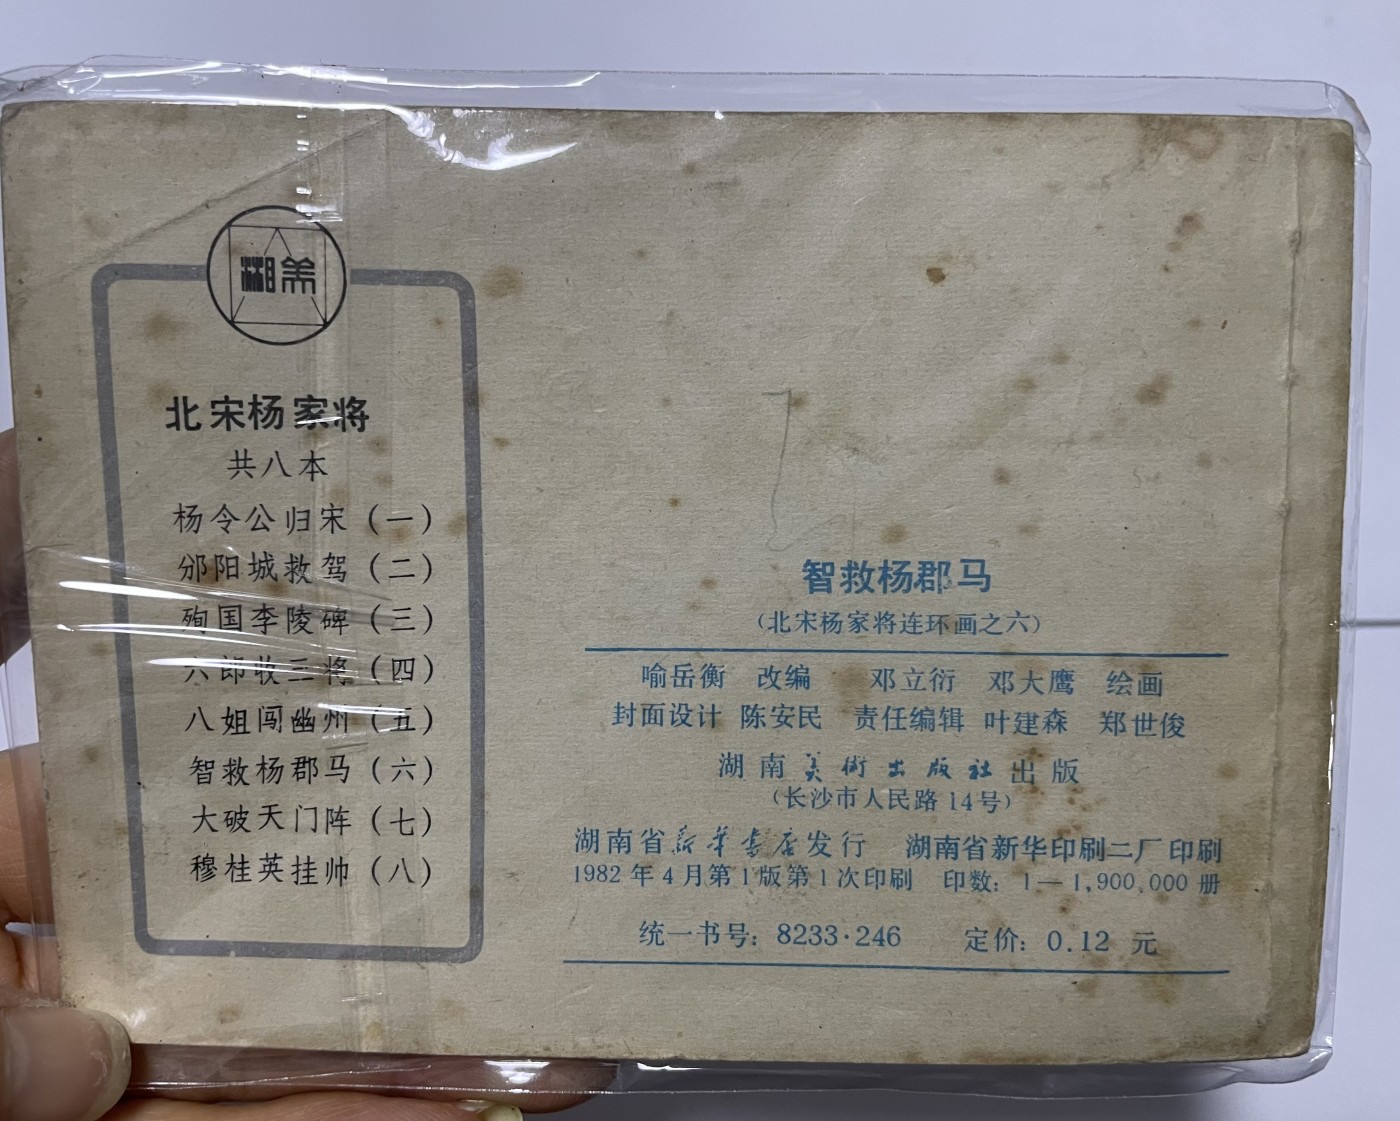 湘美
北宋杨家将
共八本
杨令公归宋（一）
邠阳城救驾（二）
殉国李陵碑（三）
六郎收三将（四）
八姐闯幽州（五）
智救杨郡马（六）
大破天门阵（七）
穆桂英挂帅（八）
智救杨郡马
（北宋杨家将连环画之六）
喻岳衡 改编 邓立衍 邓大鹰 绘画
封面设计 陈安民 责任编辑 叶建森 郑世俊
湖南美術出版社出版
（长沙市人民路14号）
湖南省新華書店发行 湖南省新华印刷二厂印刷
1982年4月第1版第1次印刷 印数：1—1,900,000册
统一书号：8233·246 定价：0.12 元